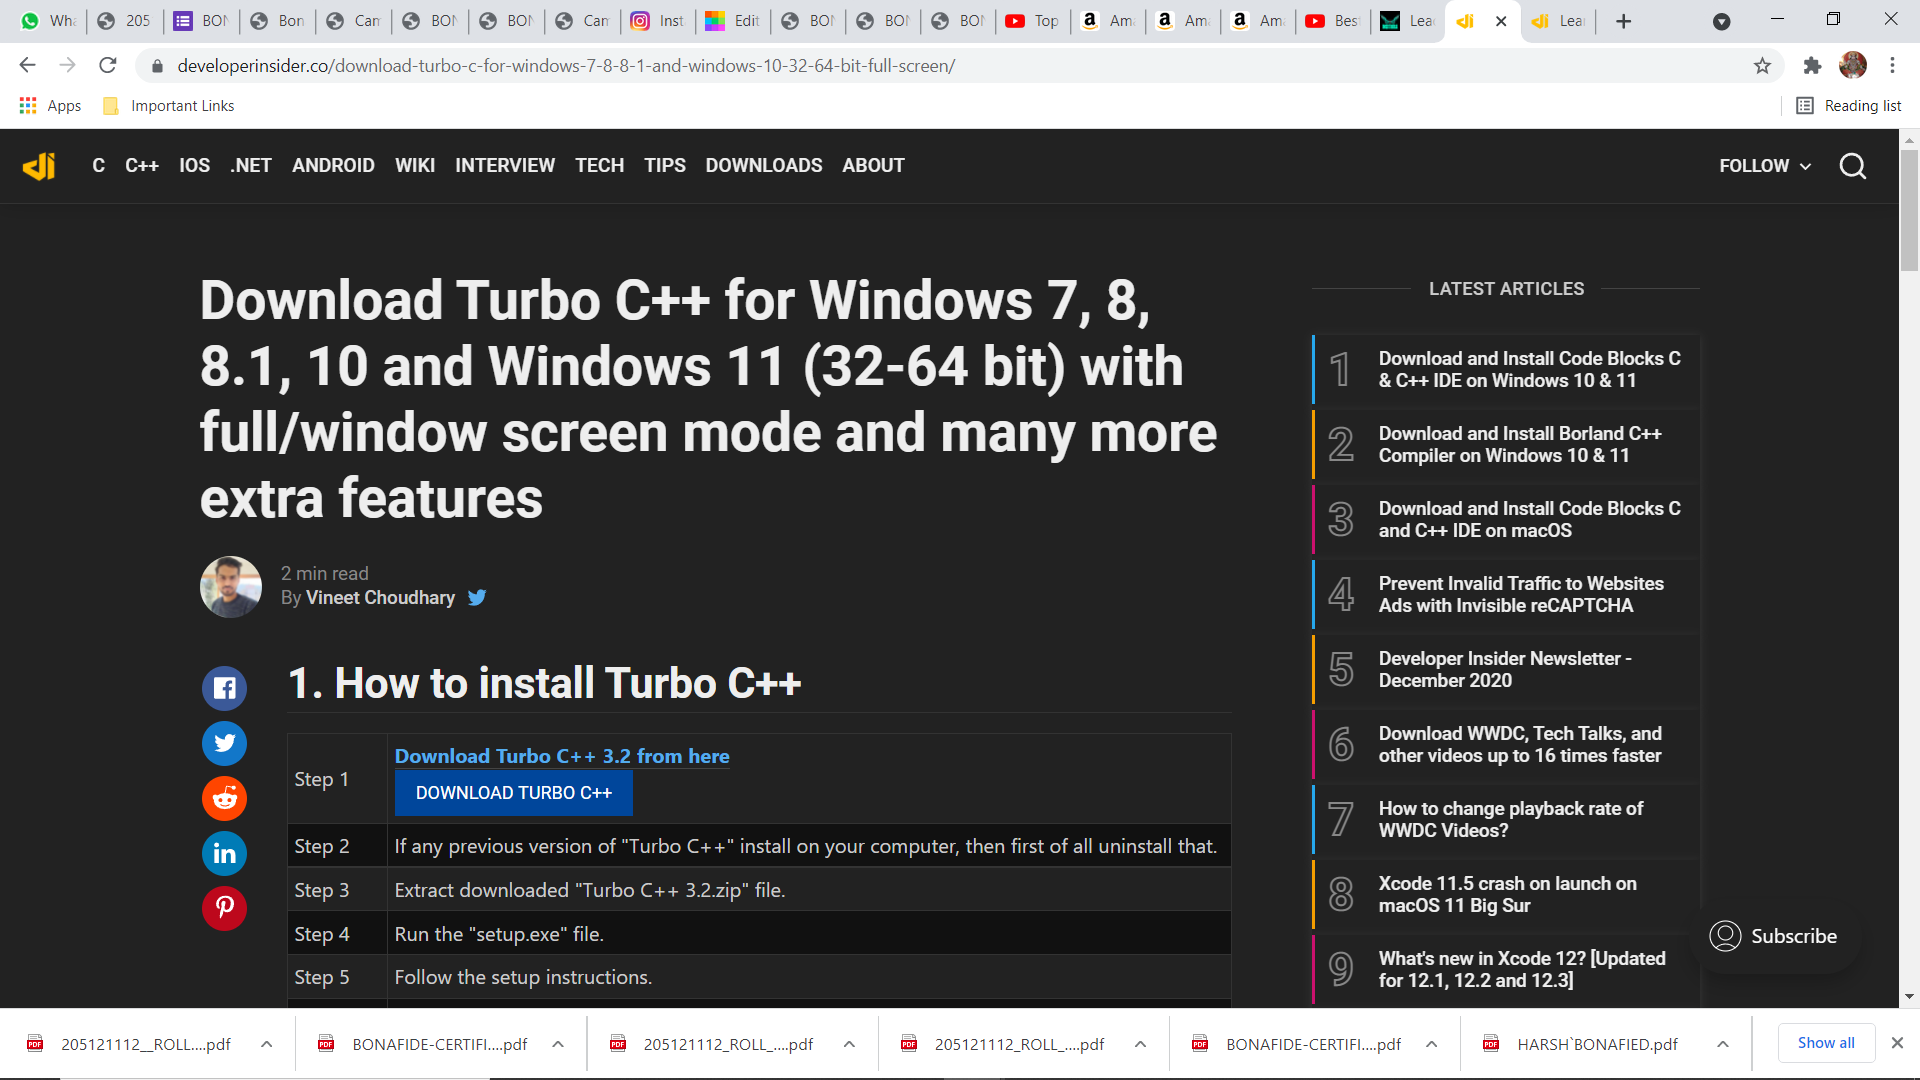 Wha
205
BON
Bon
Cam
BON
BON
Cam
Inst
Edit
BON
BON
BON
Top
Ama
Ama
Ama
Best
Lead
Lear
developerinsider.co/download-turbo-c-for-windows-7-8-8-1-and-windows-10-32-64-bit-full-screen/
Apps
Important Links
Reading list
C C++ IOS .NET ANDROID WIKI INTERVIEW TECH TIPS DOWNLOADS ABOUT
FOLLOW
Download Turbo C++ for Windows 7, 8,
8.1, 10 and Windows 11 (32-64 bit) with
full/window screen mode and many more
extra features
2 min read
By Vineet Choudhary
1. How to install Turbo C++
Step 1
Download Turbo C++ 3.2 from here
DOWNLOAD TURBO C++
Step 2 If any previous version of "Turbo C++" install on your computer, then first of all uninstall that.
Step 3 Extract downloaded "Turbo C++ 3.2.zip" file.
Step 4 Run the "setup.exe" file.
Step 5 Follow the setup instructions.
LATEST ARTICLES
1 Download and Install Code Blocks C
& C++ IDE on Windows 10 & 11
2 Download and Install Borland C++
Compiler on Windows 10 & 11
3 Download and Install Code Blocks C
and C++ IDE on macOS
4 Prevent Invalid Traffic to Websites
Ads with Invisible reCAPTCHA
5 Developer Insider Newsletter -
December 2020
6 Download WWDC, Tech Talks, and
other videos up to 16 times faster
7 How to change playback rate of
WWDC Videos?
8 Xcode 11.5 crash on launch on
macOS 11 Big Sur
9 What's new in Xcode 12? [Updated
for 12.1, 12.2 and 12.3]
Subscribe
205121112__ROLL....pdf
BONAFIDE-CERTIFI....pdf
205121112_ROLL_....pdf
205121112_ROLL_....pdf
BONAFIDE-CERTIFI....pdf
HARSH`BONAFIED.pdf
Show all